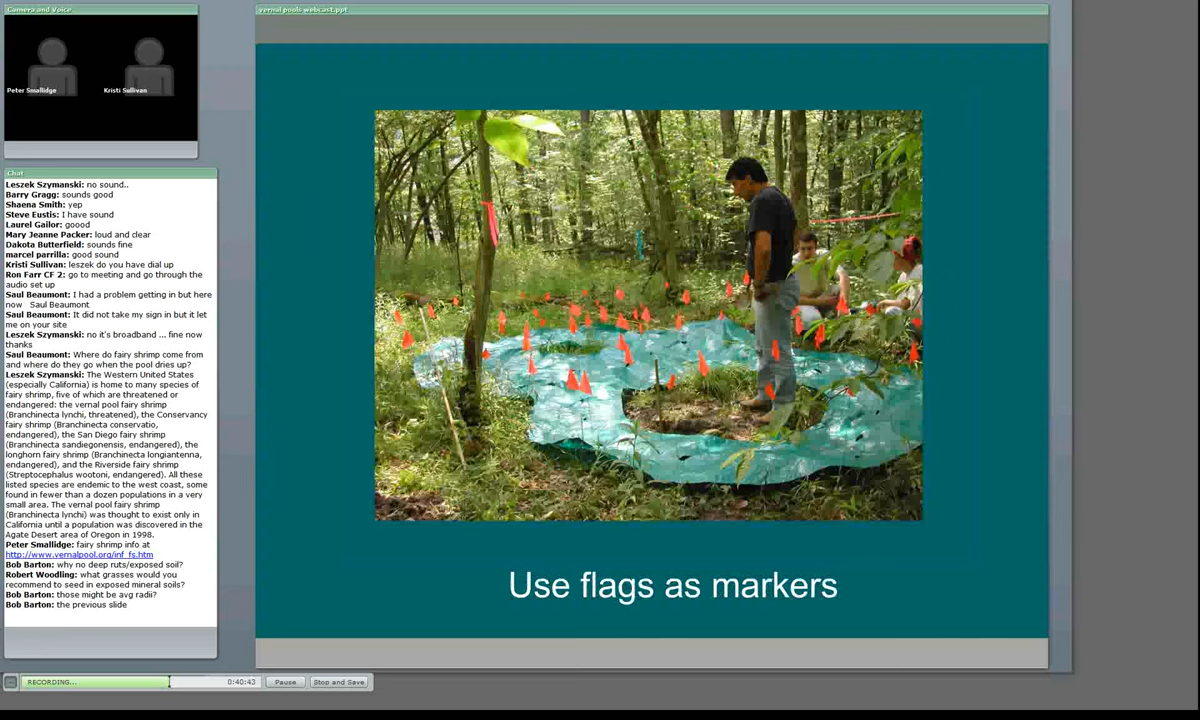 Camera and Voice
Peter Smallidge
Kristi Sullivan
Chat
Leszek Szymanski: no sound..
Barry Gragg: sounds good
Shaena Smith: yep
Steve Eustis: I have sound
Laurel Gailor: goood
Mary Jeanne Packer: loud and clear
Dakota Butterfield: sounds fine
marcel parrilla: good sound
Kristi Sullivan: leszek do you have dial up
Ron Farr CF 2: go to meeting and go through the
audio set up
Saul Beaumont: I had a problem getting in but here
now   Saul Beaumont
Saul Beaumont: It did not take my sign in but it let
me on your site
Leszek Szymanski: no it's broadband ... fine now
thanks
Saul Beaumont: Where do fairy shrimp come from
and where do they go when the pool dries up?
Leszek Szymanski: The Western United States
(especially California) is home to many species of
fairy shrimp, five of which are threatened or
endangered: the vernal pool fairy shrimp
(Branchinecta lynchi, threatened), the Conservancy
fairy shrimp (Branchinecta conservatio,
endangered), the San Diego fairy shrimp
(Branchinecta sandiegonensis, endangered), the
longhorn fairy shrimp (Branchinecta longiantenna,
endangered), and the Riverside fairy shrimp
(Streptocephalus wootoni, endangered). All these
listed species are endemic to the west coast, some
found in fewer than a dozen populations in a very
small area. The vernal pool fairy shrimp
(Branchinecta lynchi) was thought to exist only in
California until a population was discovered in the
Agate Desert area of Oregon in 1998.
Peter Smallidge: fairy shrimp info at
http://www.vernalpool.org/inf_fs.htm
Bob Barton: why no deep ruts/exposed soil?
Robert Woodling: what grasses would you
recommend to seed in exposed mineral soils?
Bob Barton: those might be avg radii?
Bob Barton: the previous slide
vernal pools webcast.ppt
Use flags as markers
RECORDING...
0:40:43
Pause
Stop and Save